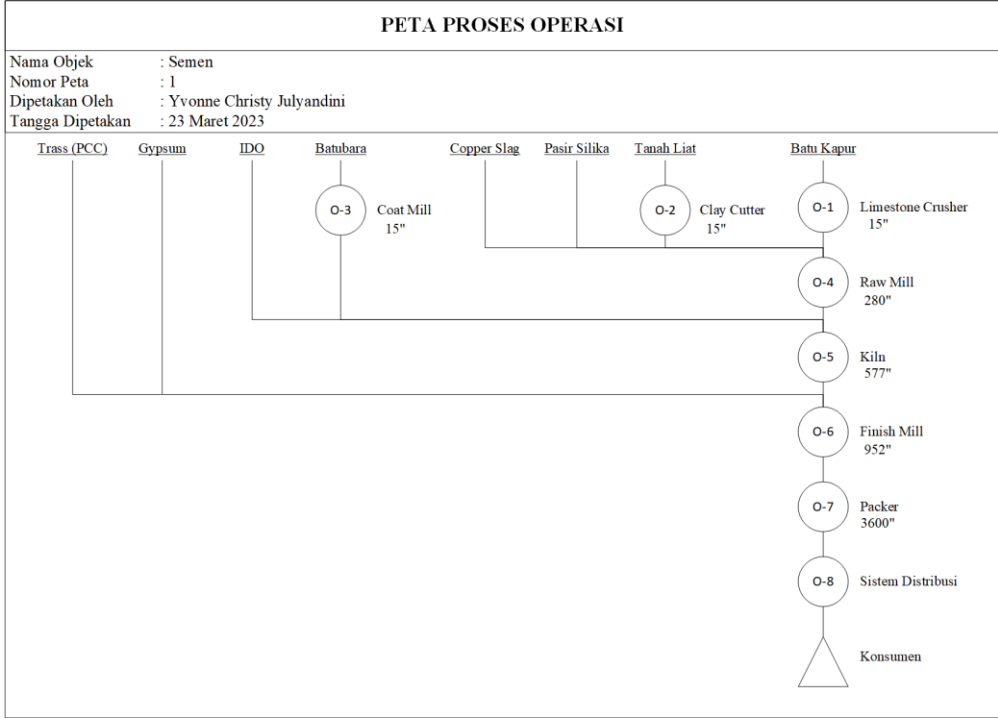 PETA PROSES OPERASI
Nama Objek : Semen
Nomor Peta : 1
Dipetakan Oleh : Yvonne Christy Julyandini
Tangga Dipetakan : 23 Maret 2023
Trass (PCC) Gypsum IDO Batubara Copper Slag Pasir Silika Tanah Liat Batu Kapur
O-3 Coat Mill
15"
O-2 Clay Cutter
15"
O-1 Limestone Crusher
15"
O-4 Raw Mill
280"
O-5 Kiln
577"
O-6 Finish Mill
952"
O-7 Packer
3600"
O-8 Sistem Distribusi
Konsumen